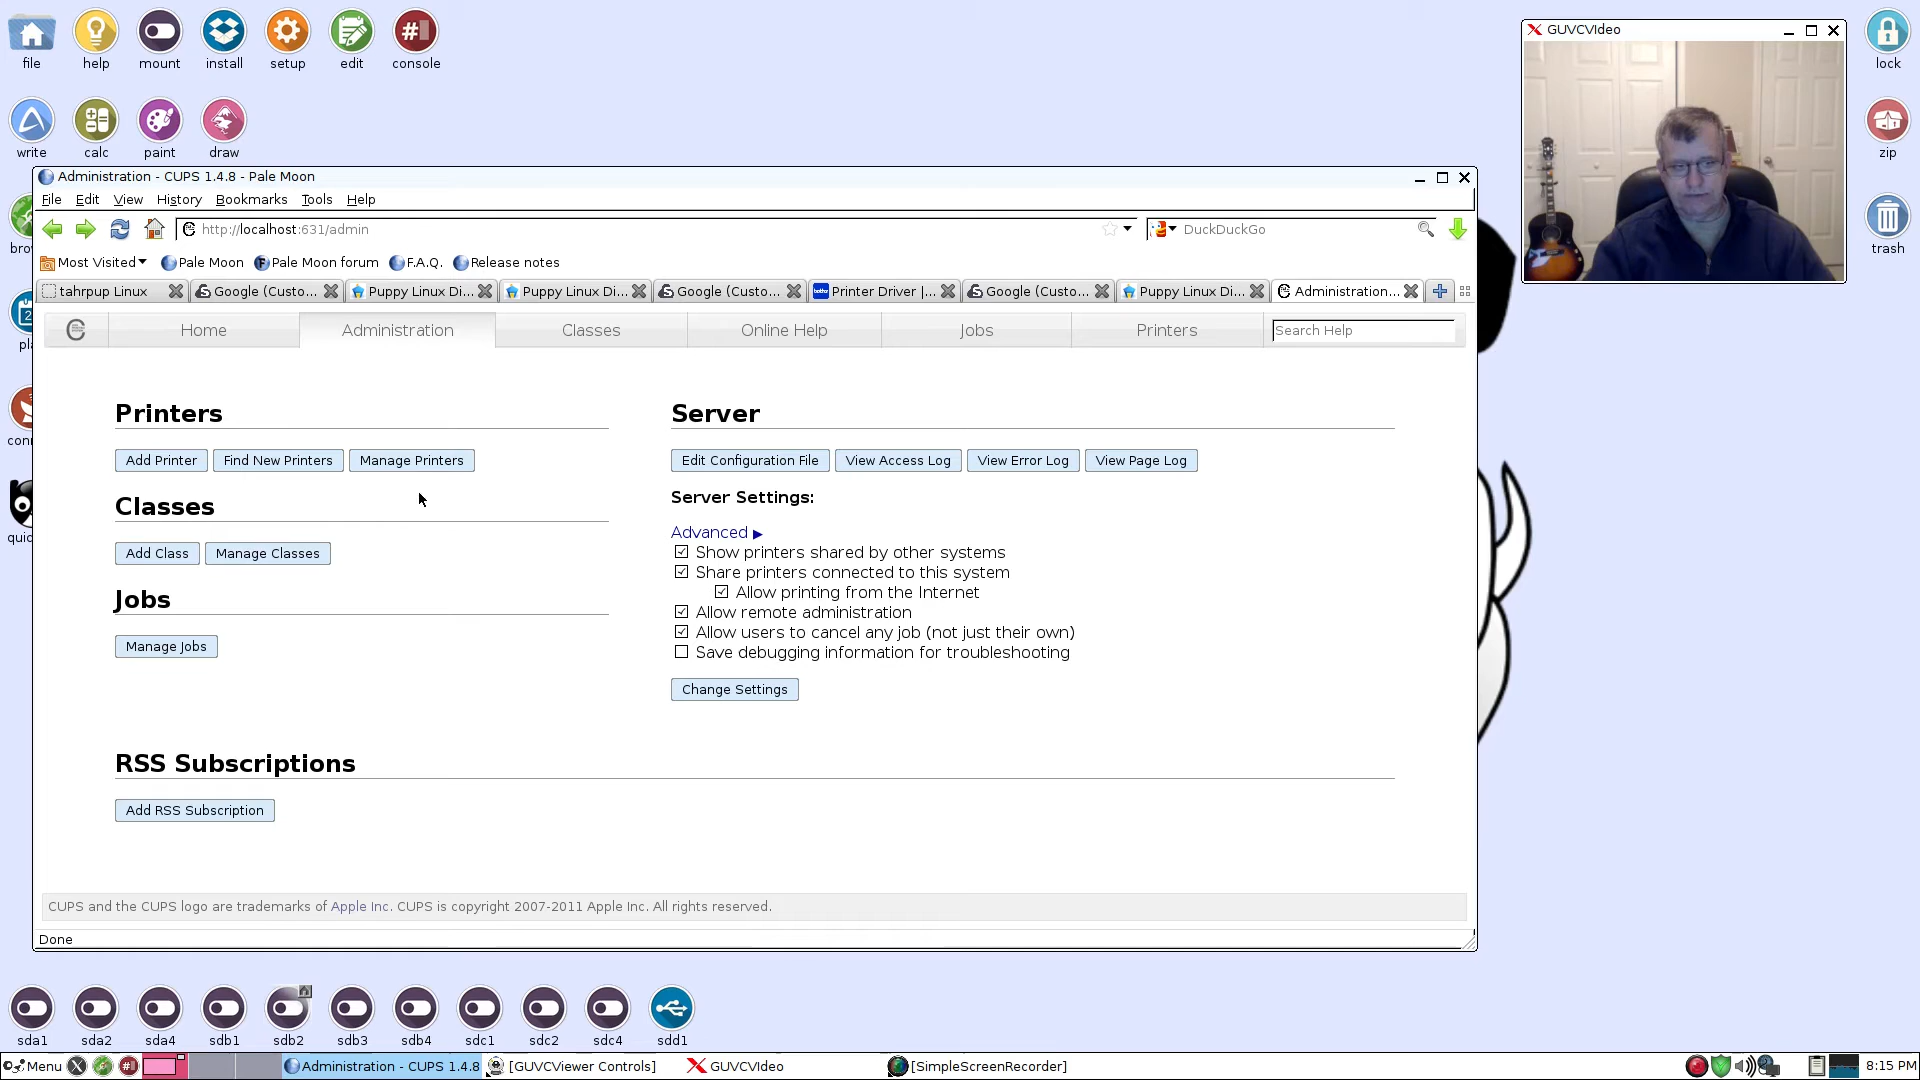 file
help
mount
install
setup
edit
console
lock
write
calc
paint
draw
zip
trash
GUVCVIdeo
Administration - CUPS 1.4.8 - Pale Moon
File Edit View History Bookmarks Tools Help
http://localhost:631/admin
DuckDuckGo
Most Visited Pale Moon Pale Moon forum F.A.Q. Release notes
tahrpup Linux Google (Custo... Puppy Linux Di... Puppy Linux Di... Google (Custo... Printer Driver |... Google (Custo... Puppy Linux Di... Administration...
Home Administration Classes Online Help Jobs Printers Search Help
Printers
Add Printer Find New Printers Manage Printers
Classes
Add Class Manage Classes
Jobs
Manage Jobs
Server
Edit Configuration File View Access Log View Error Log View Page Log
Server Settings:
Advanced ▶
Show printers shared by other systems
Share printers connected to this system
Allow printing from the Internet
Allow remote administration
Allow users to cancel any job (not just their own)
Save debugging information for troubleshooting
Change Settings
RSS Subscriptions
Add RSS Subscription
CUPS and the CUPS logo are trademarks of Apple Inc. CUPS is copyright 2007-2011 Apple Inc. All rights reserved.
Done
sda1
sda2
sda4
sdb1
sdb2
sdb3
sdb4
sdc1
sdc2
sdc4
sdd1
Menu Administration - CUPS 1.4.8 [GUVCViewer Controls] GUVCVIdeo [SimpleScreenRecorder] 8:15 PM